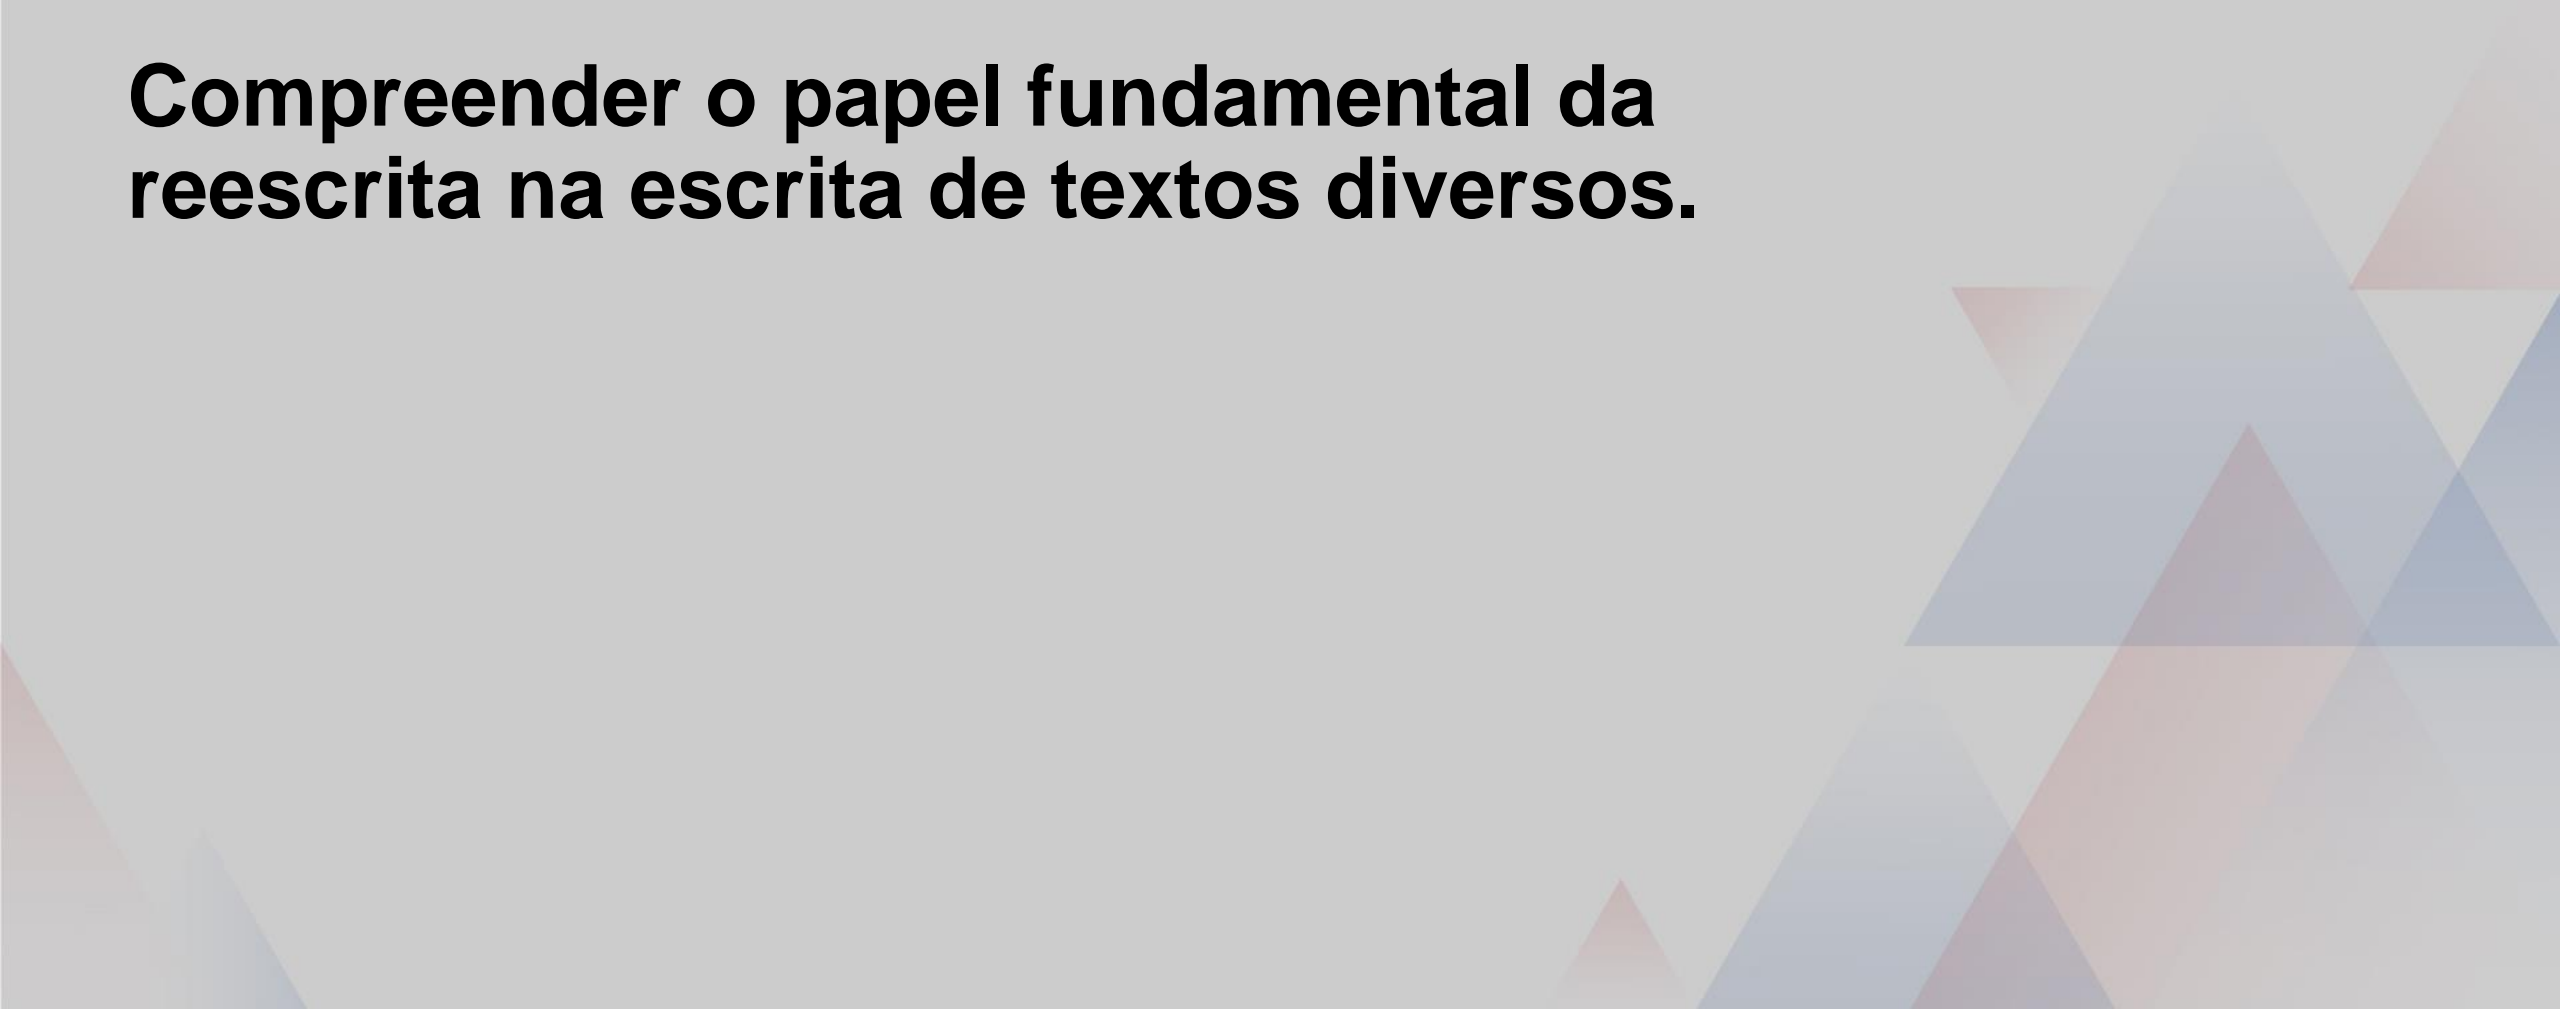 Compreender o papel fundamental da
reescrita na escrita de textos diversos.